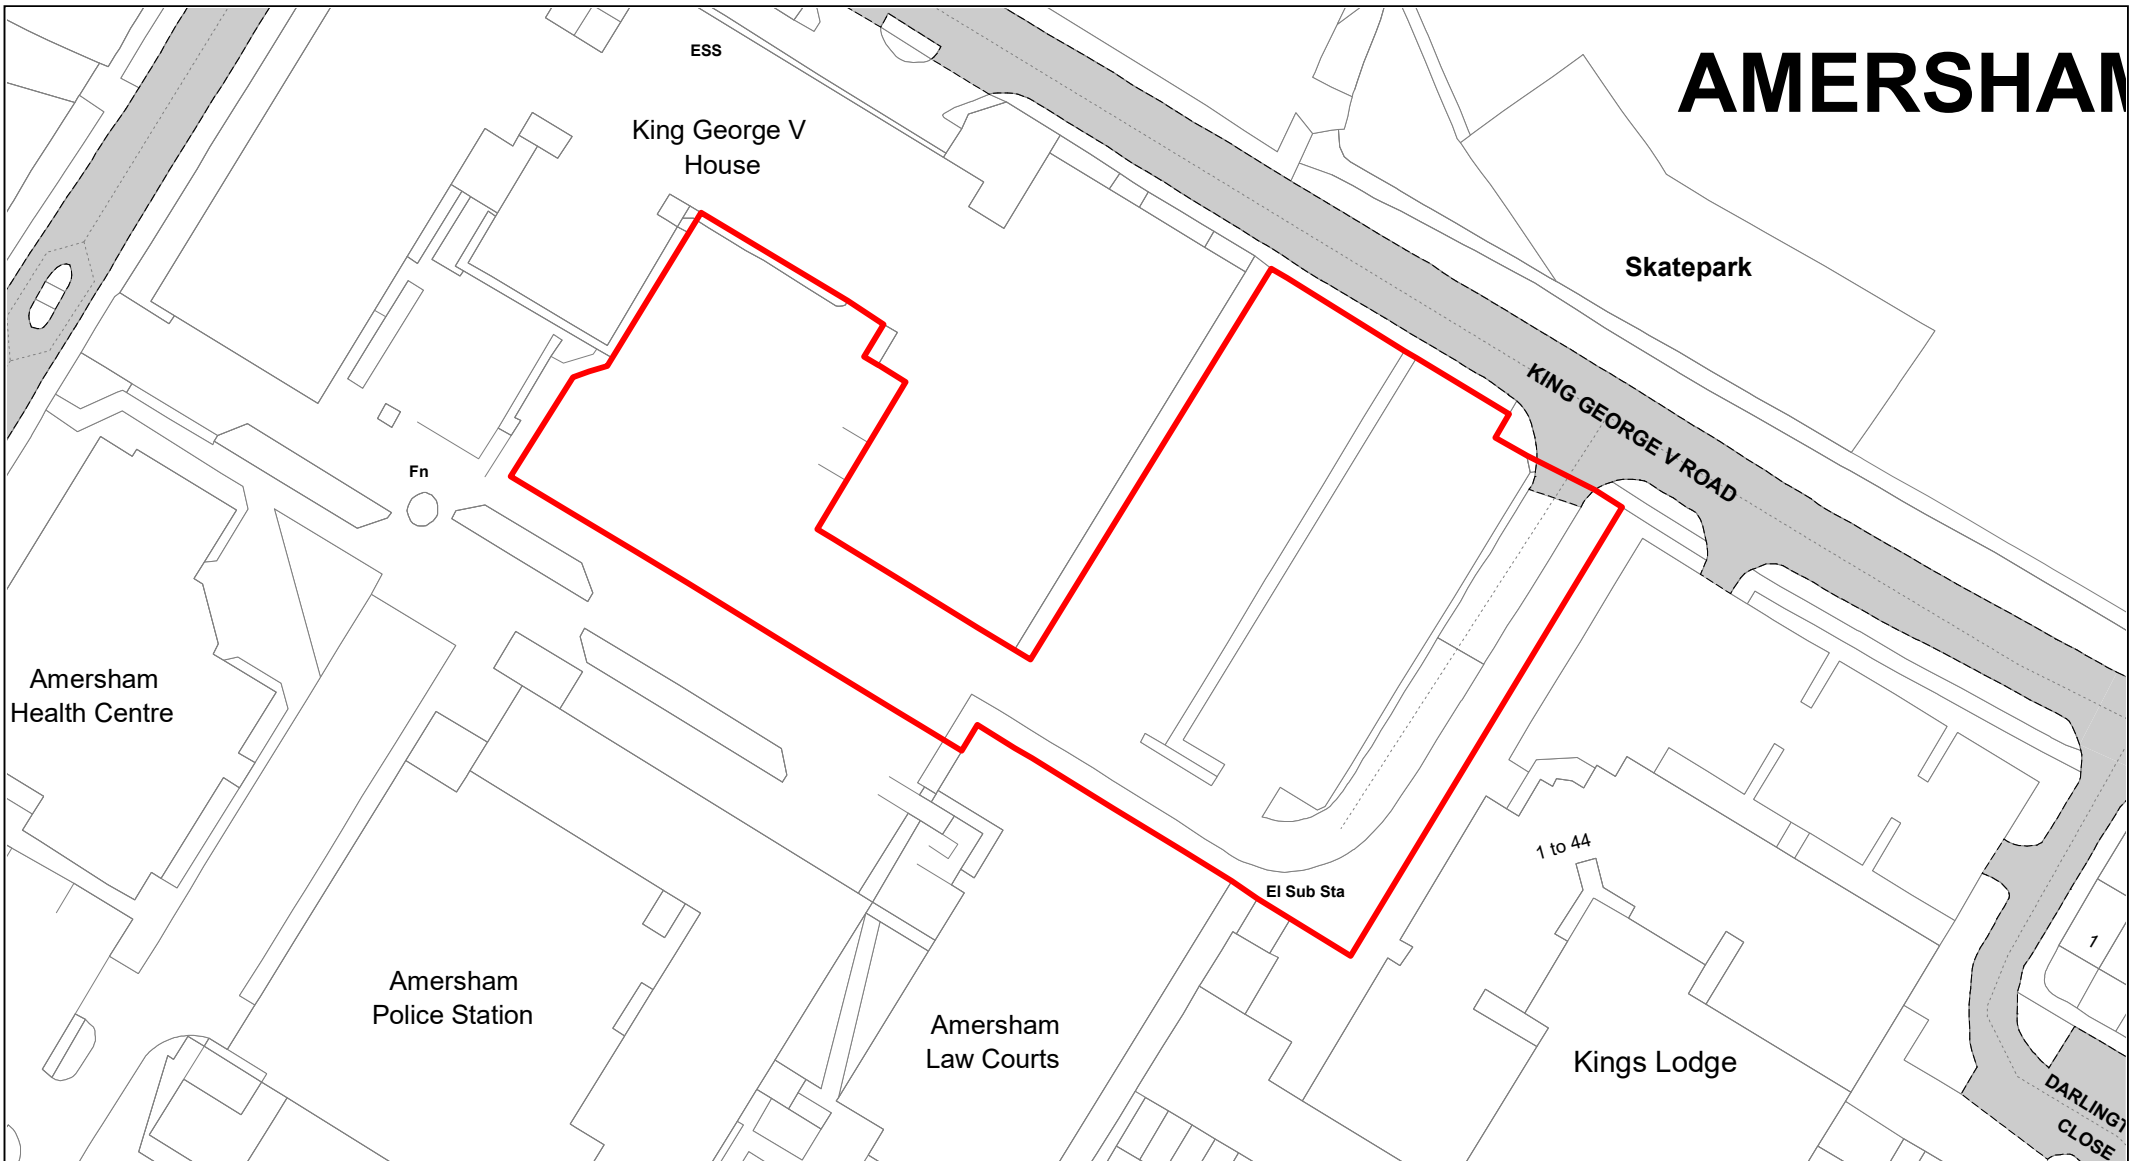 ESS
AMERSHAM
King George V
House
Skatepark
KING GEORGE V ROAD
Fn
Amersham
Health Centre
1 to 44
El Sub Sta
1
Amersham
Police Station
Amersham
Law Courts
Kings Lodge
DARLINGT
CLOSE